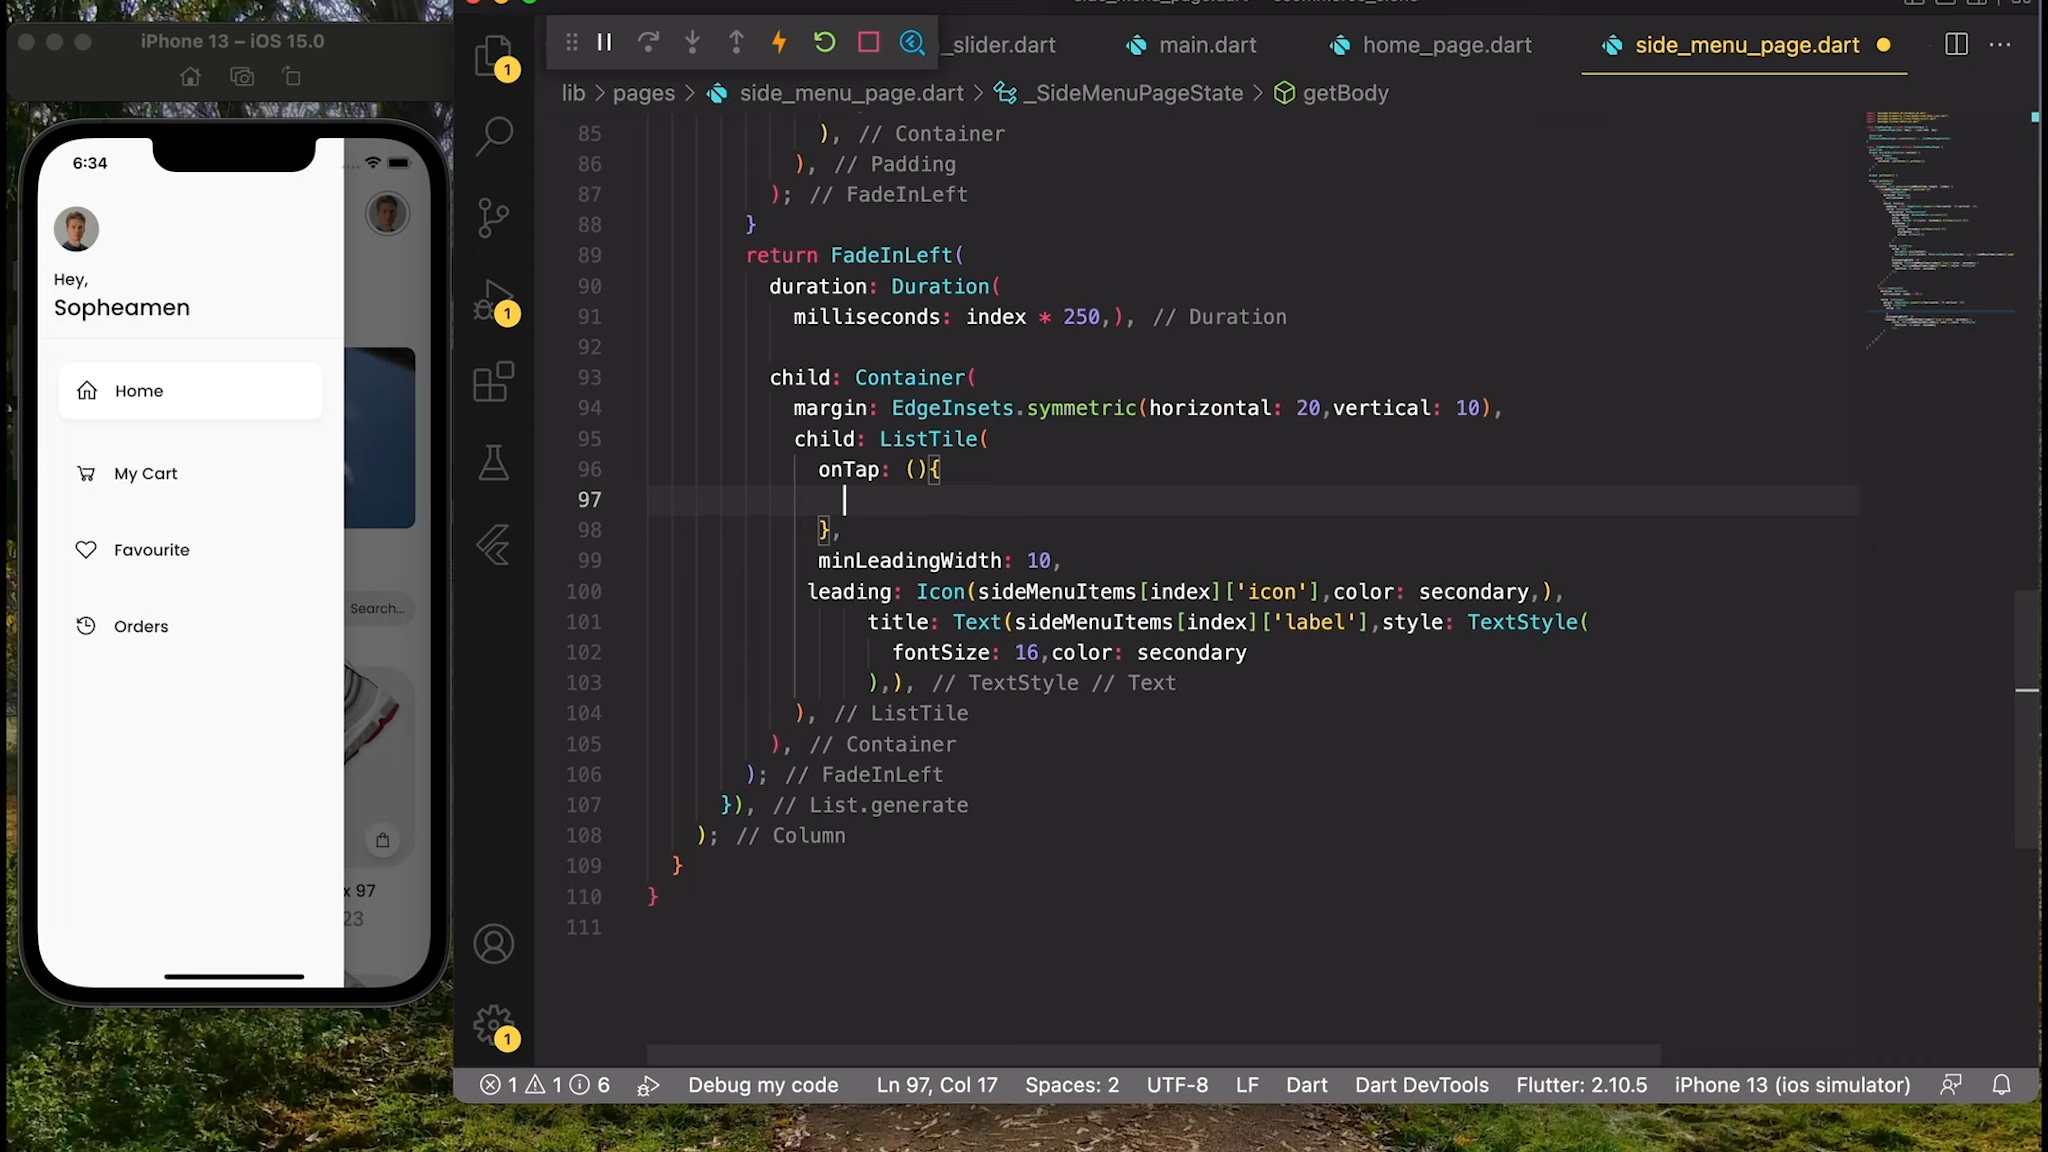 iPhone 13 – iOS 15.0
6:34
Hey,
Sopheamen
Home
My Cart
Favourite
Orders
Search...
x 97
23
1
1
1
_slider.dart
main.dart
home_page.dart
side_menu_page.dart
lib > pages > side_menu_page.dart > _SideMenuPageState > getBody
85 ), // Container
86 ), // Padding
87 ); // FadeInLeft
88 }
89 return FadeInLeft(
90 duration: Duration(
91 milliseconds: index * 250,), // Duration
92
93 child: Container(
94 margin: EdgeInsets.symmetric(horizontal: 20,vertical: 10),
95 child: ListTile(
96 onTap: (){
97
98 },
99 minLeadingWidth: 10,
100 leading: Icon(sideMenuItems[index]['icon'],color: secondary,),
101 title: Text(sideMenuItems[index]['label'],style: TextStyle(
102 fontSize: 16,color: secondary
103 ),), // TextStyle // Text
104 ), // ListTile
105 ), // Container
106 ); // FadeInLeft
107 }), // List.generate
108 ); // Column
109 }
110 }
111
1 1 6 Debug my code Ln 97, Col 17 Spaces: 2 UTF-8 LF Dart Dart DevTools Flutter: 2.10.5 iPhone 13 (ios simulator)